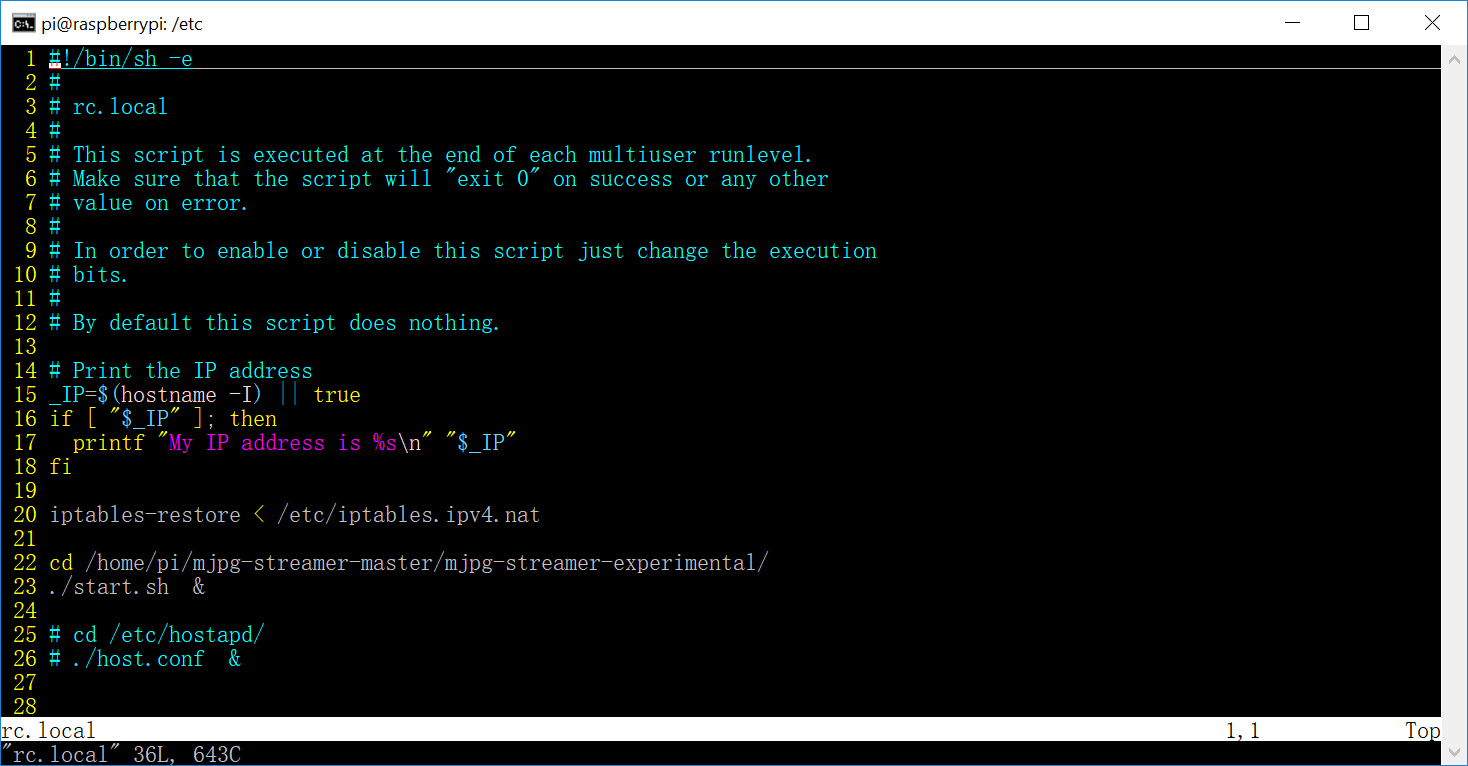 pi@raspberrypi: /etc
1 #!/bin/sh -e
2 #
3 # rc.local
4 #
5 # This script is executed at the end of each multiuser runlevel.
6 # Make sure that the script will "exit 0" on success or any other
7 # value on error.
8 #
9 # In order to enable or disable this script just change the execution
10 # bits.
11 #
12 # By default this script does nothing.
13
14 # Print the IP address
15 _IP=$(hostname -I) || true
16 if [ "$_IP" ]; then
17   printf "My IP address is %s\n" "$_IP"
18 fi
19
20 iptables-restore < /etc/iptables.ipv4.nat
21
22 cd /home/pi/mjpg-streamer-master/mjpg-streamer-experimental/
23 ./start.sh  &
24
25 # cd /etc/hostapd/
26 # ./host.conf  &
27
28
rc.local 1,1 Top
"rc.local" 36L, 643C